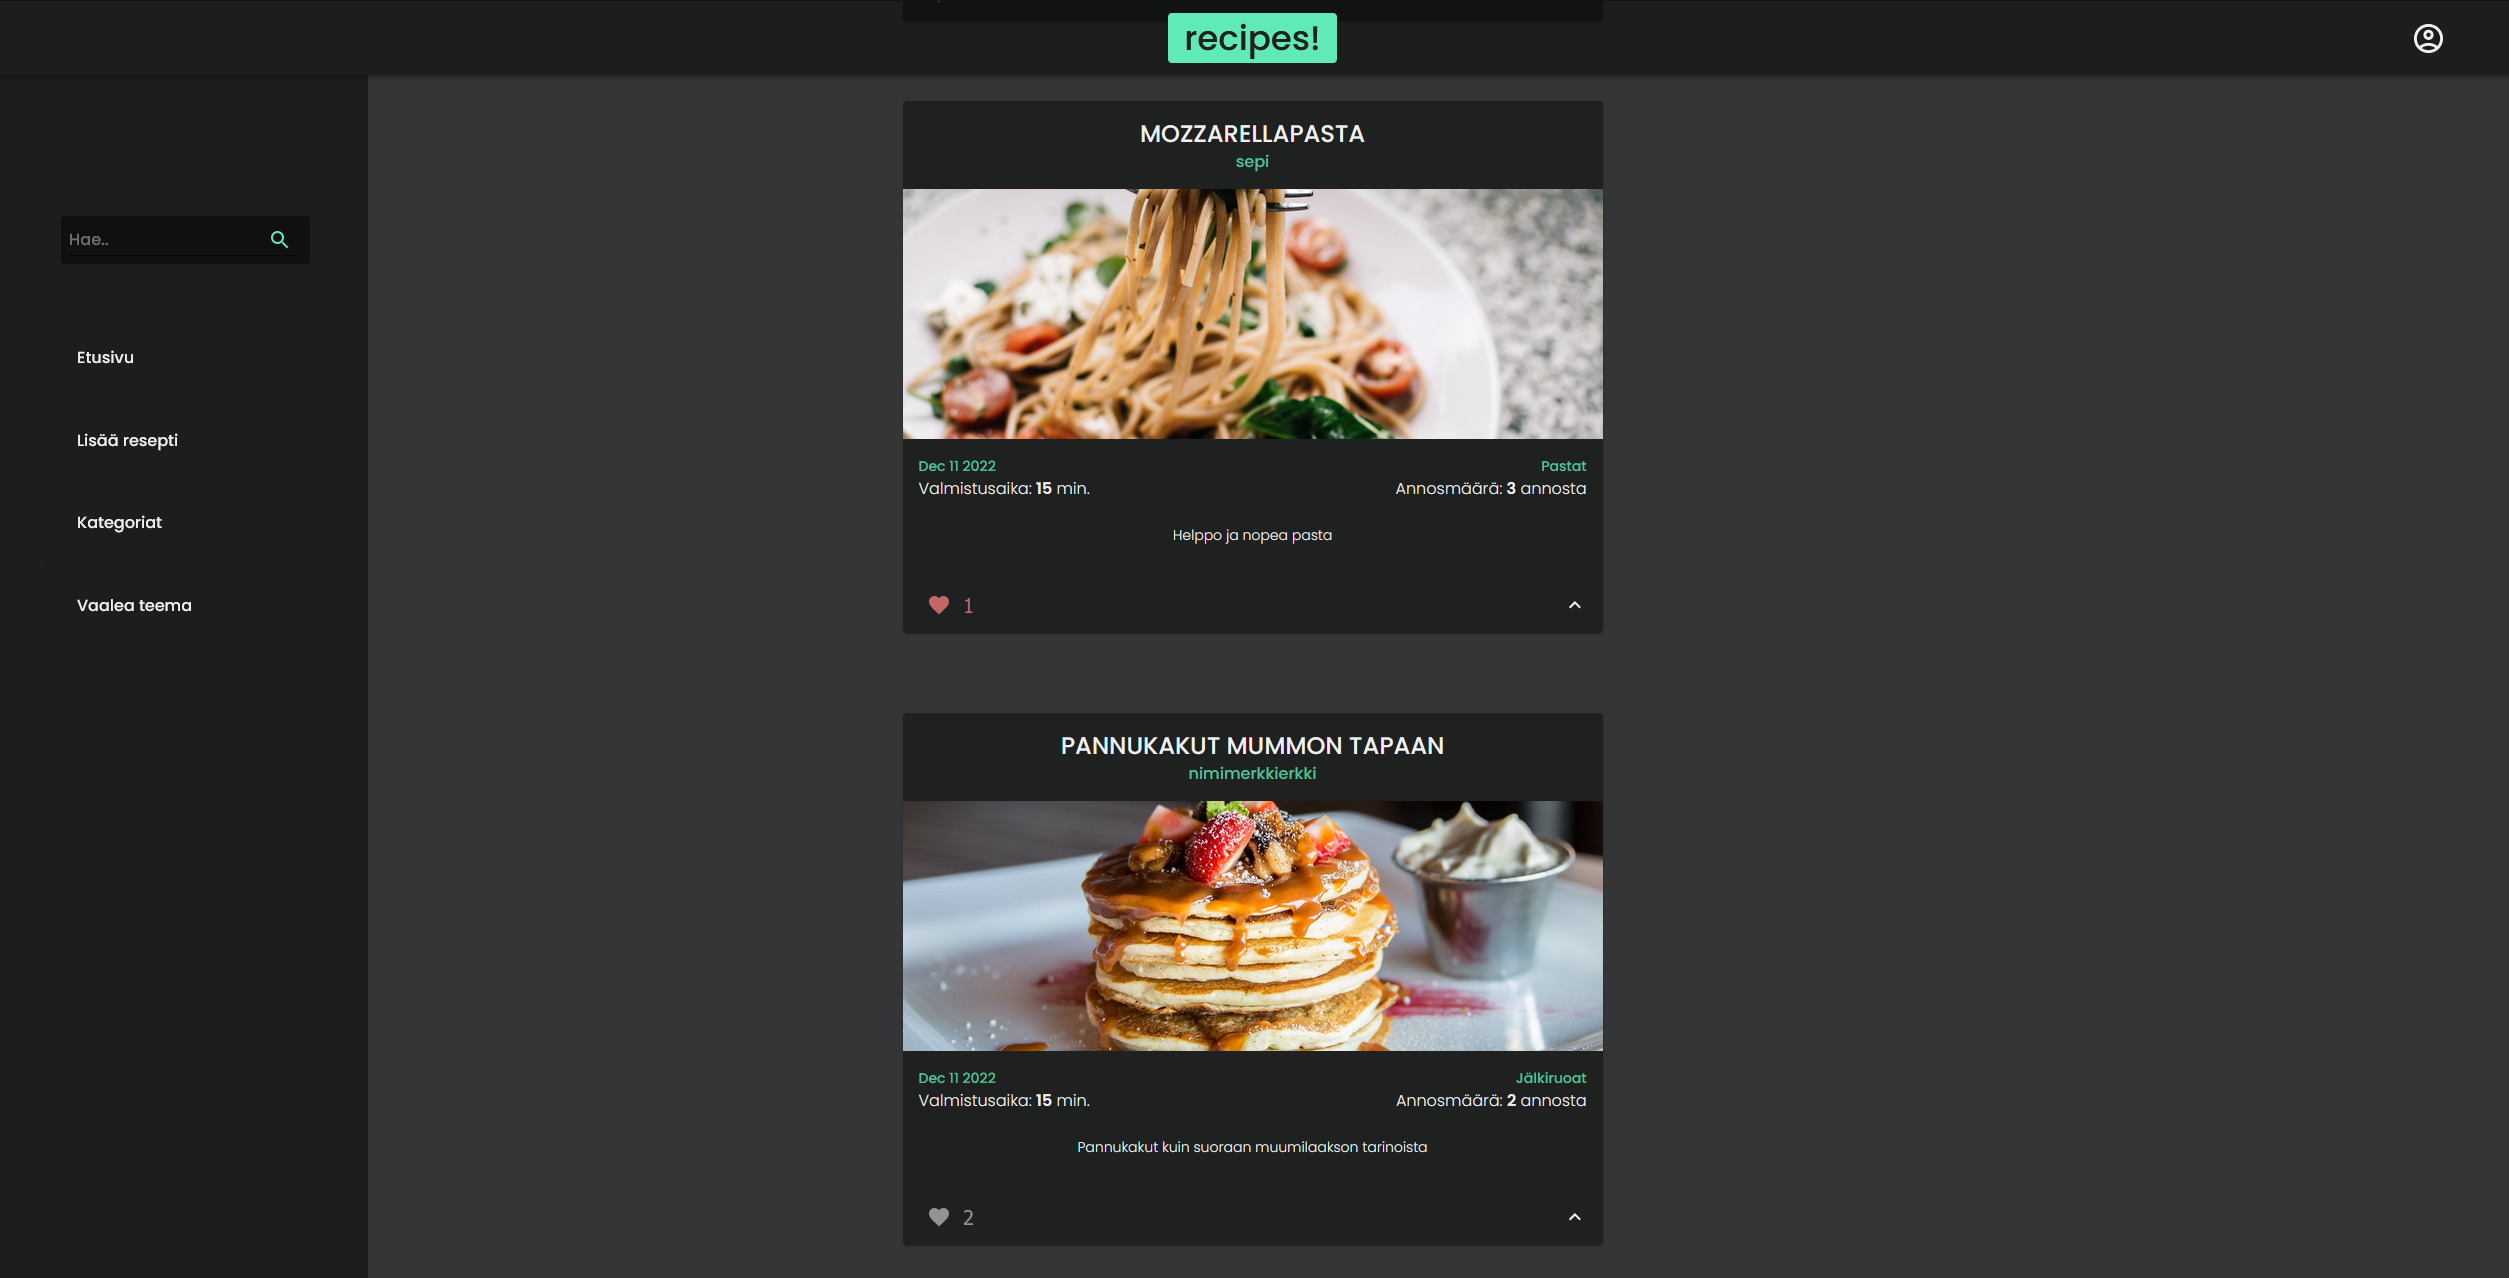 recipes!
Hae..
Etusivu
Lisää resepti
Kategoriat
Vaalea teema
MOZZARELLAPASTA
sepi
Dec 11 2022 Pastat
Valmistusaika: 15 min. Annosmäärä: 3 annosta
Helppo ja nopea pasta
1
PANNUKAKUT MUMMON TAPAAN
nimimerkkierkki
Dec 11 2022 Jälkiruoat
Valmistusaika: 15 min. Annosmäärä: 2 annosta
Pannukakut kuin suoraan muumilaakson tarinoista
2